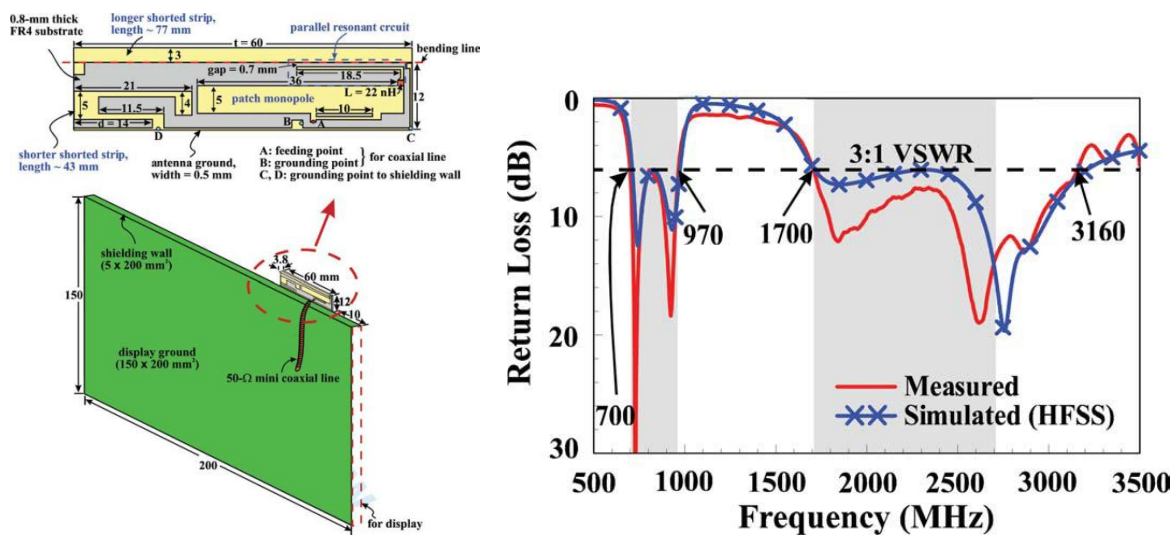 0.8-mm thick
FR4 substrate
longer shorted strip,
length ~ 77 mm
parallel resonant crcuit
t = 60
3
bending line
gap = 0.7 mm
18.5
36
21
L = 22 nH
12
5
4
5
patch monopole
11.5
10
d = 14
D
B
A
C
shorter shorted strip,
length ~ 43 mm
antenna ground,
width = 0.5 mm
A: feeding point
B: grounding point
for coaxial line
C, D: grounding point to shielding wall
shielding wall
(5 x 200 mm²)
3.8
60 mm
12
10
150
display ground
(150 x 200 mm²)
50-Ω mini coaxial line
200
for display
0
10
20
30
Return Loss (dB)
3:1 VSWR
700
970
1700
3160
Measured
Simulated (HFSS)
500 1000 1500 2000 2500 3000 3500
Frequency (MHz)